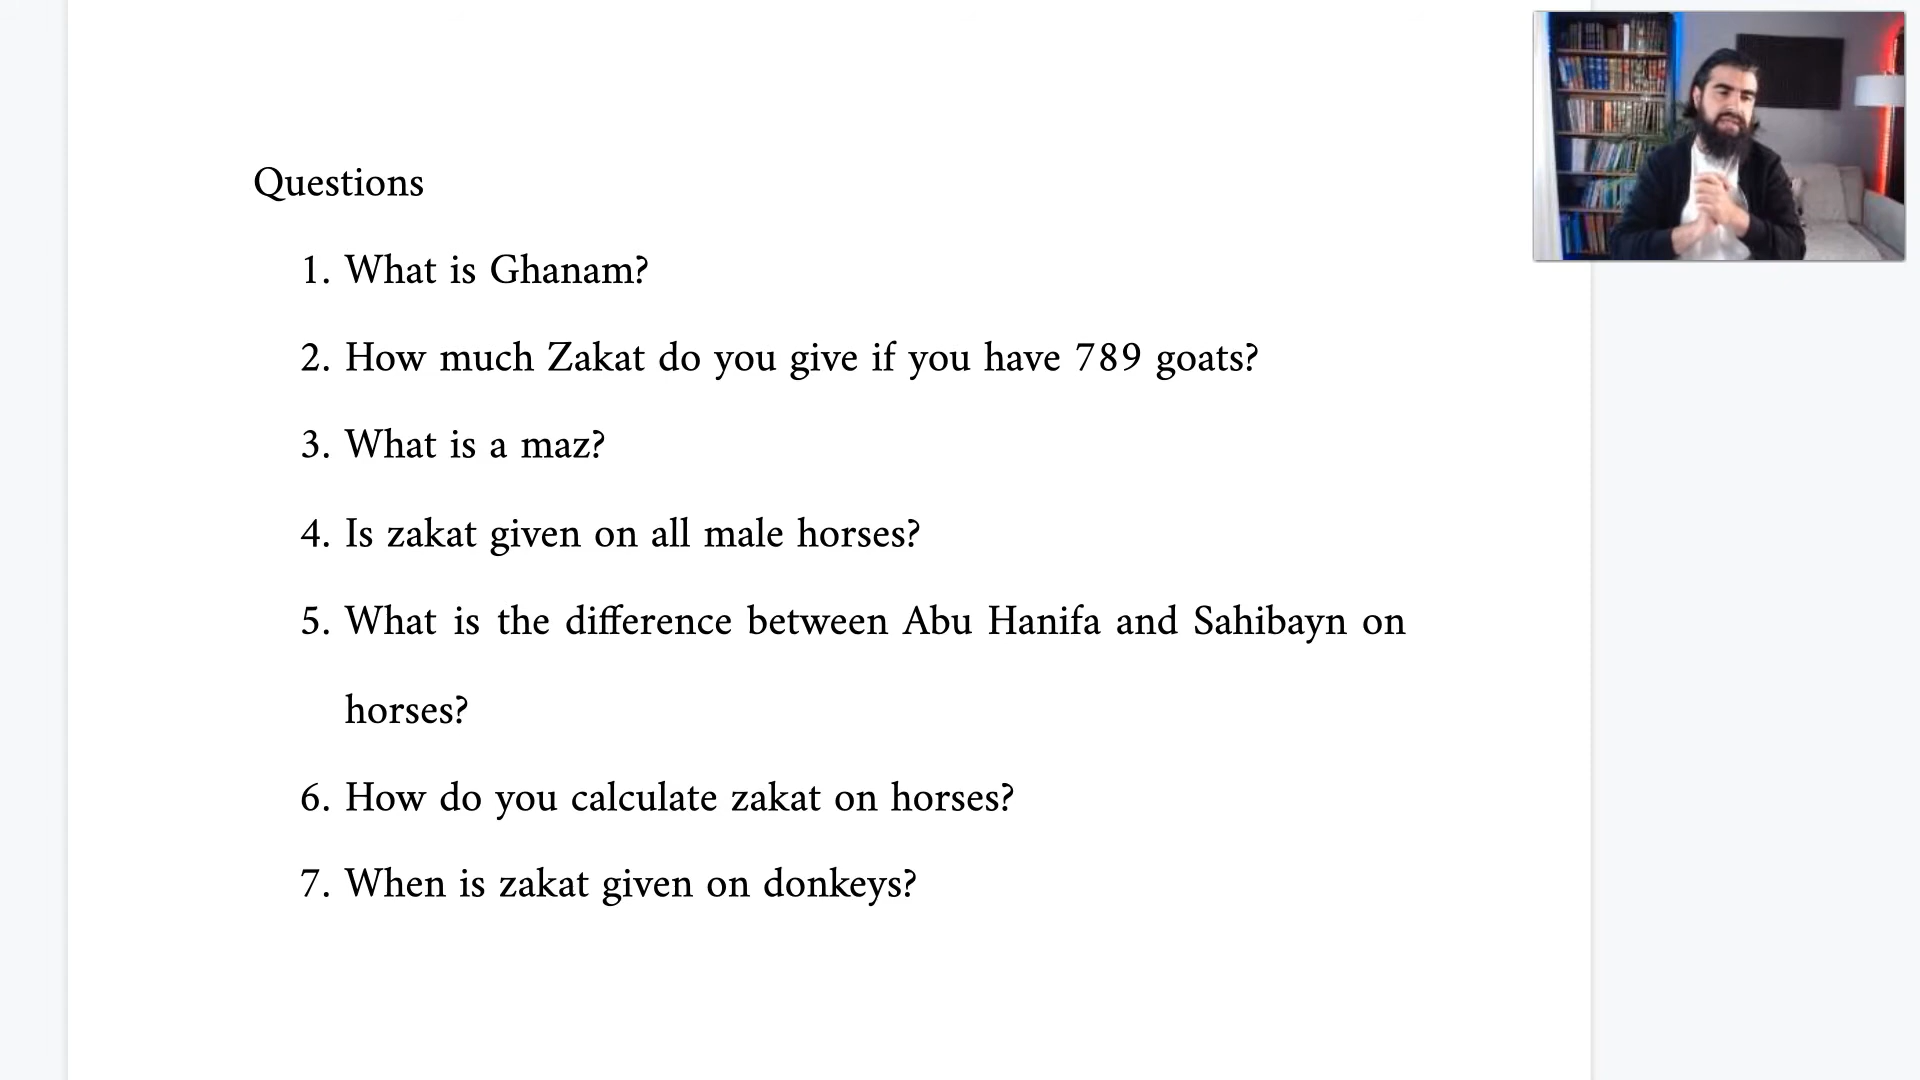 Questions
1. What is Ghanam?
2. How much Zakat do you give if you have 789 goats?
3. What is a maz?
4. Is zakat given on all male horses?
5. What is the difference between Abu Hanifa and Sahibayn on
horses?
6. How do you calculate zakat on horses?
7. When is zakat given on donkeys?